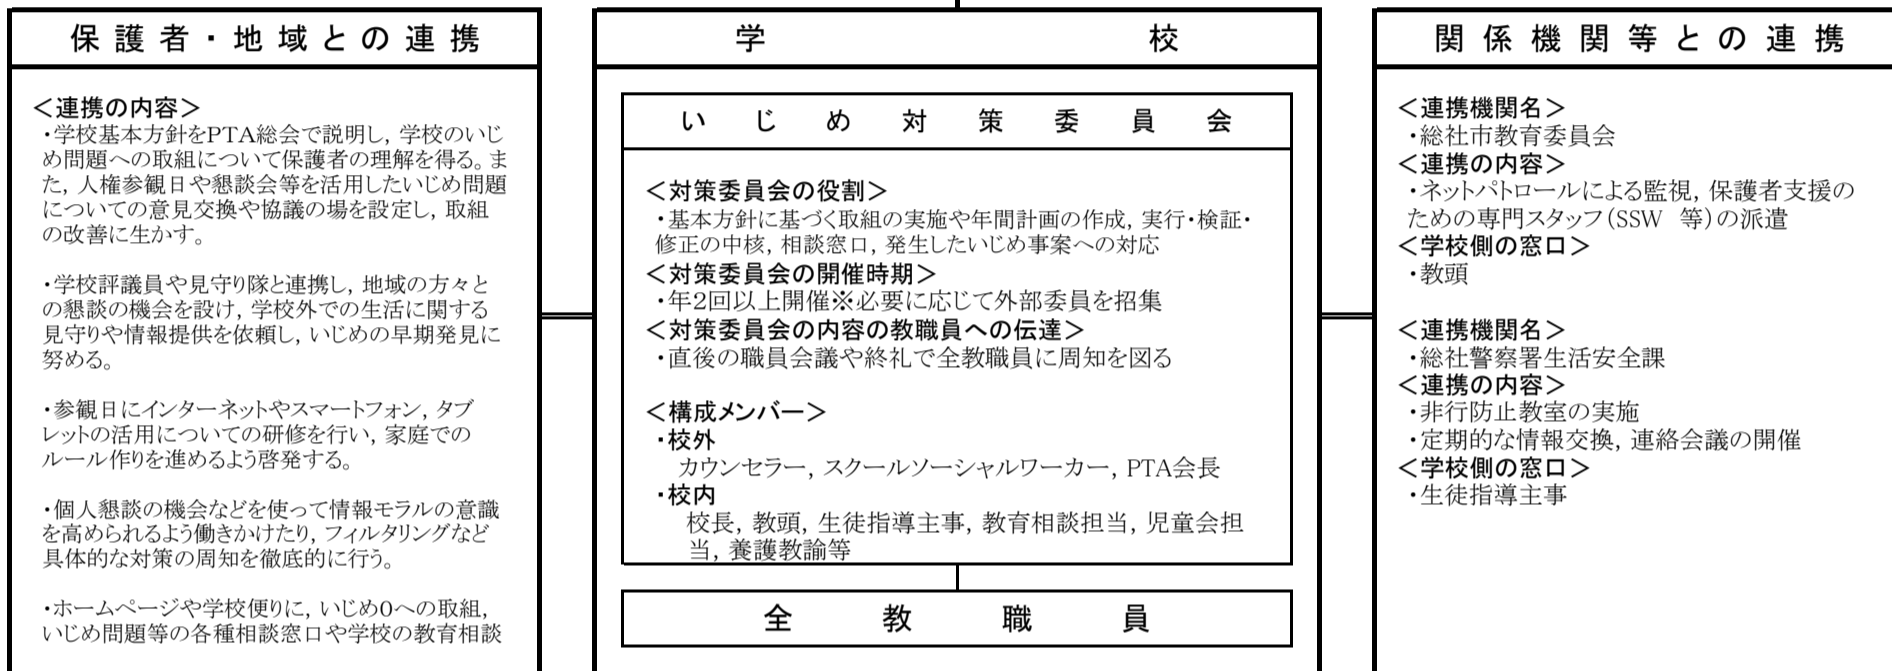 保護者・地域との連携
＜連携の内容＞
・学校基本方針をPTA総会で説明し，学校のいじ
め問題への取組について保護者の理解を得る。ま
た，人権参観日や懇談会等を活用したいじめ問題
についての意見交換や協議の場を設定し，取組
の改善に生かす。
・学校評議員や見守り隊と連携し，地域の方々と
の懇談の機会を設け，学校外での生活に関する
見守りや情報提供を依頼し，いじめの早期発見に
努める。
・参観日にインターネットやスマートフォン，タブ
レットの活用についての研修を行い，家庭での
ルール作りを進めるよう啓発する。
・個人懇談の機会などを使って情報モラルの意識
を高められるよう働きかけたり，フィルタリングなど
具体的な対策の周知を徹底的に行う。
・ホームページや学校便りに，いじめ0への取組，
いじめ問題等の各種相談窓口や学校の教育相談
学校
いじめ対策委員会
＜対策委員会の役割＞
・基本方針に基づく取組の実施や年間計画の作成，実行・検証・
修正の中核，相談窓口，発生したいじめ事案への対応
＜対策委員会の開催時期＞
・年2回以上開催※必要に応じて外部委員を招集
＜対策委員会の内容の教職員への伝達＞
・直後の職員会議や終礼で全教職員に周知を図る
＜構成メンバー＞
・校外
カウンセラー，スクールソーシャルワーカー，PTA会長
・校内
校長，教頭，生徒指導主事，教育相談担当，児童会担
当，養護教諭等
全教職員
関係機関等との連携
＜連携機関名＞
・総社市教育委員会
＜連携の内容＞
・ネットパトロールによる監視，保護者支援の
ための専門スタッフ（SSW　等）の派遣
＜学校側の窓口＞
・教頭
＜連携機関名＞
・総社警察署生活安全課
＜連携の内容＞
・非行防止教室の実施
・定期的な情報交換，連絡会議の開催
＜学校側の窓口＞
・生徒指導主事